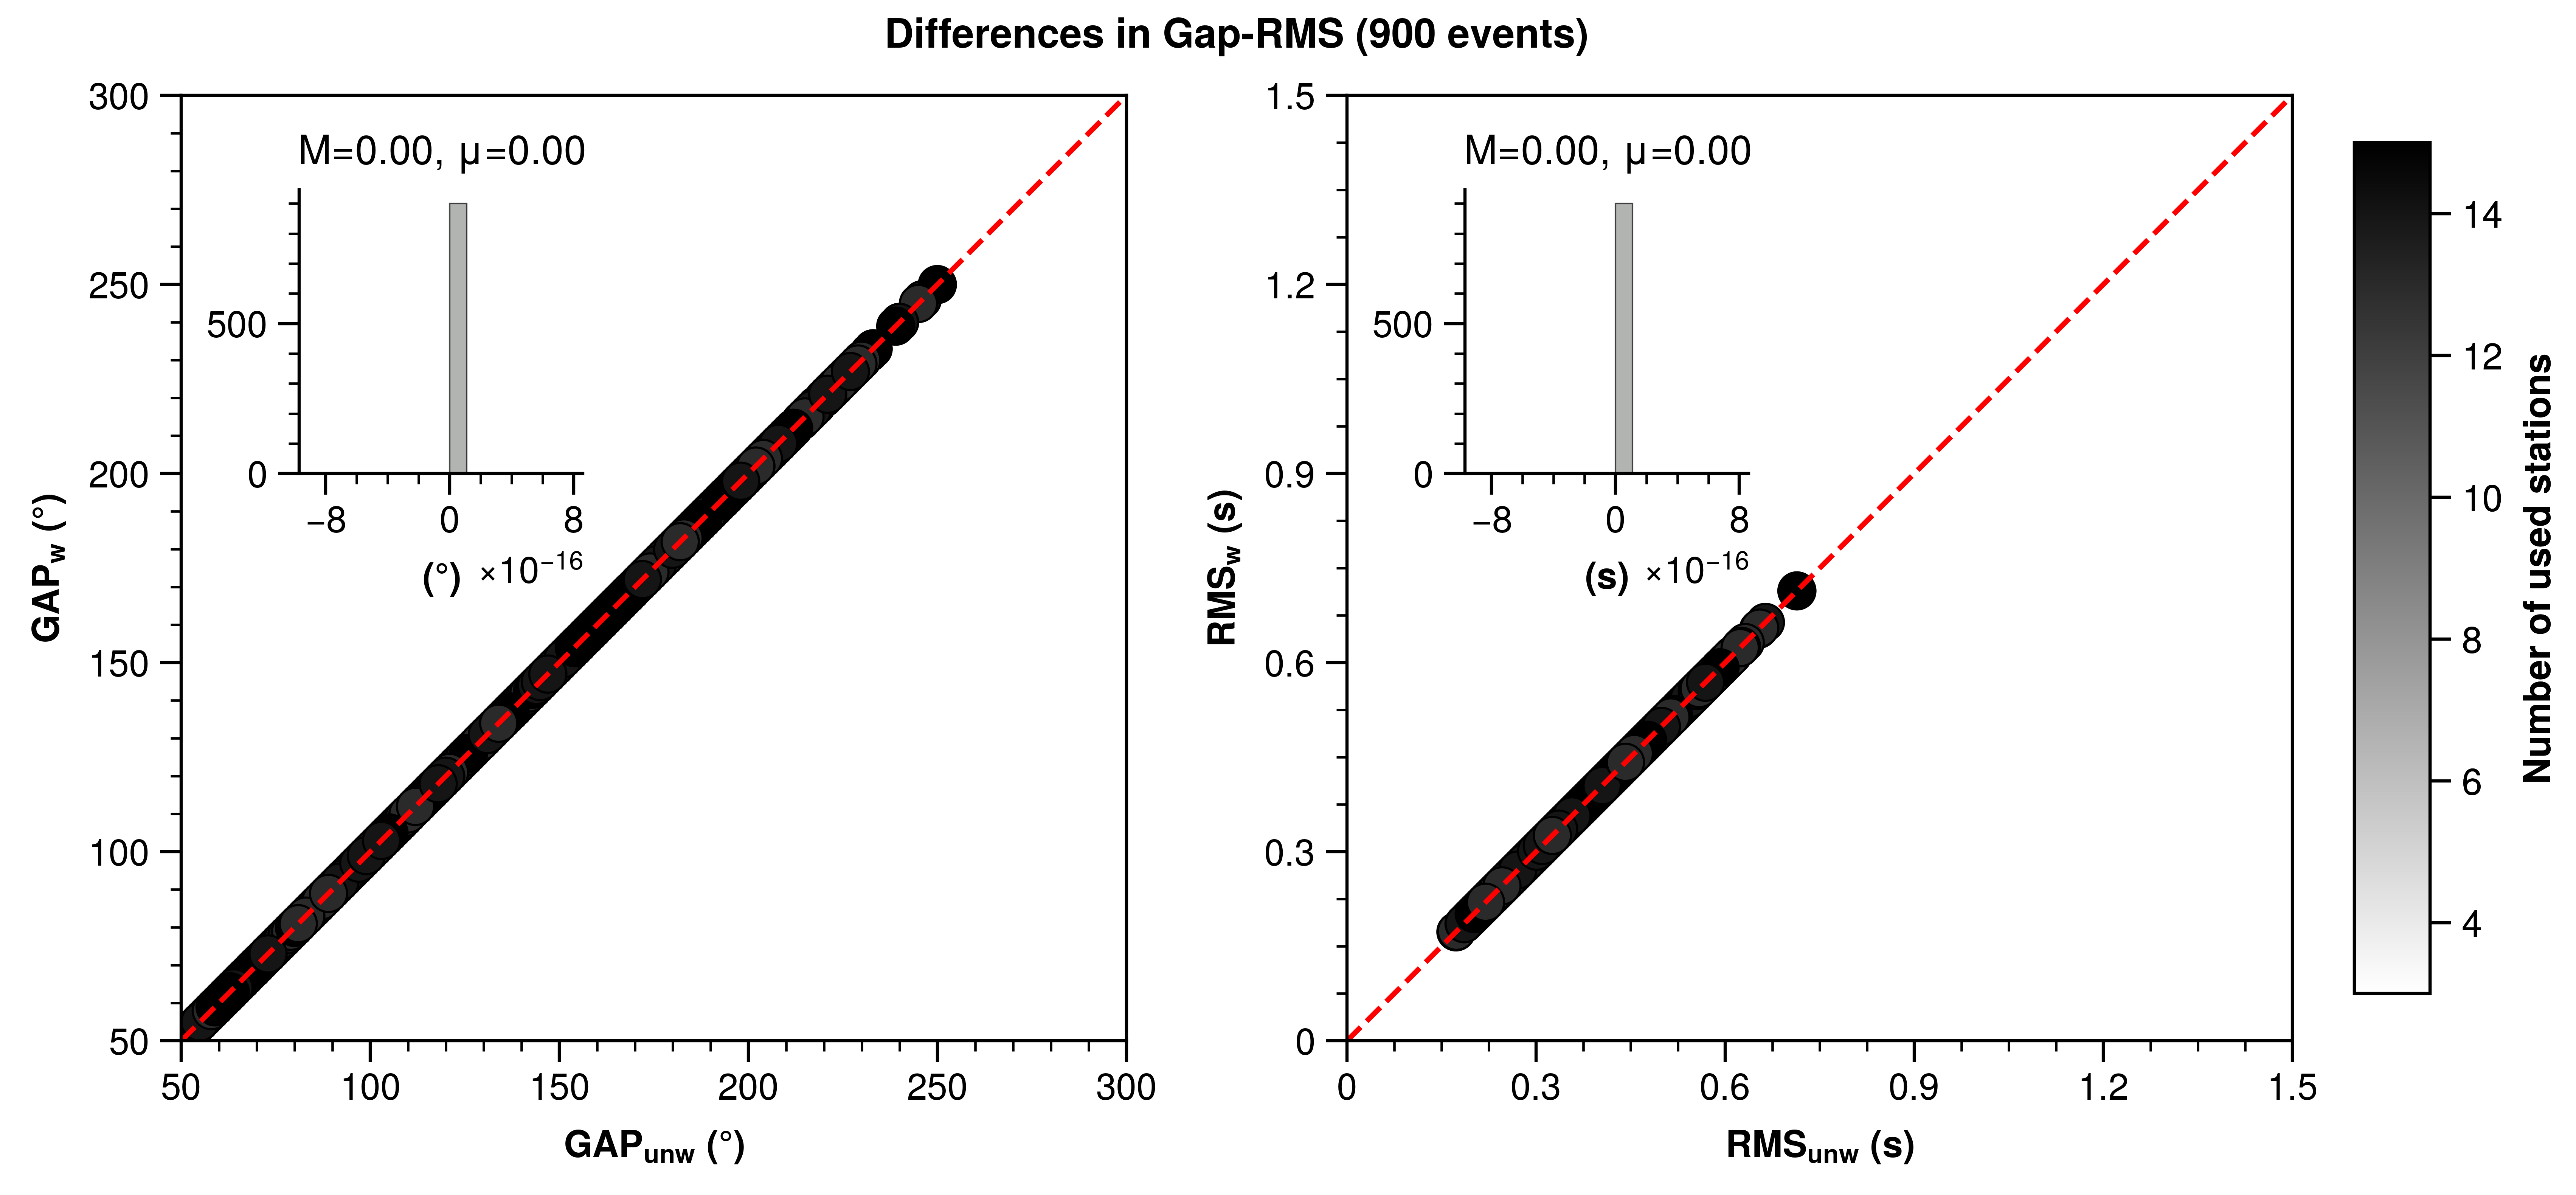 Differences in Gap-RMS (900 events)
300
250
200
150
100
50
GAPw (°)
50 100 150 200 250 300
GAPunw (°)
M=0.00, µ=0.00
500
0
−8 0 8
(°) ×10−16
1.5
1.2
0.9
0.6
0.3
0
RMSw (s)
0 0.3 0.6 0.9 1.2 1.5
RMSunw (s)
M=0.00, µ=0.00
500
0
−8 0 8
(s) ×10−16
14
12
10
8
6
4
Number of used stations